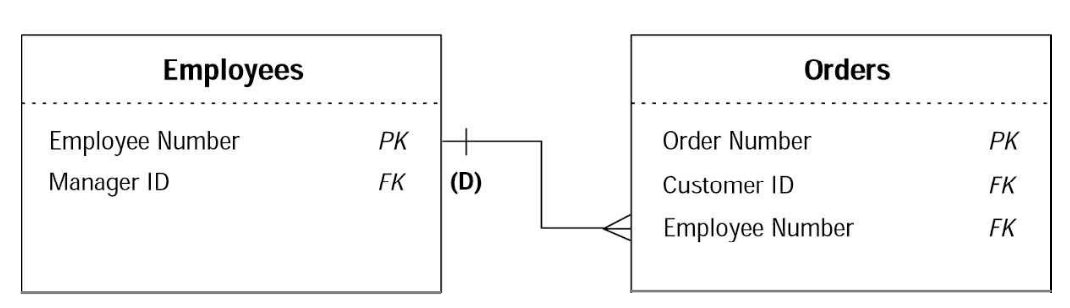 Employees
Employee Number PK
Manager ID FK
(D)
Orders
Order Number PK
Customer ID FK
Employee Number FK